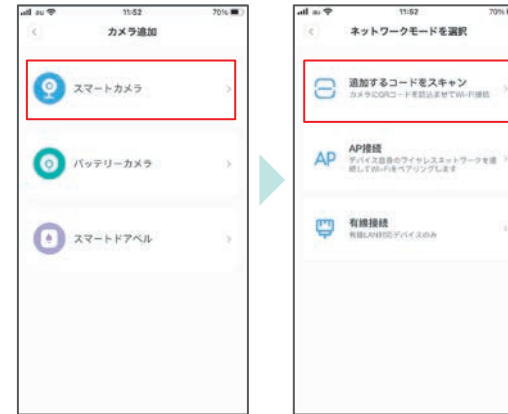 au 11:52 70%
カメラ追加
スマートカメラ
バッテリーカメラ
スマートドアベル
au 11:52 70%
ネットワークモードを選択
追加するコードをスキャン
カメラにQRコードを読込ませてWi-Fi接続
AP接続
デバイス自身のワイヤレスネットワークを接
続してWi-Fiをペアリングします
有線接続
有線LAN対応デバイスのみ